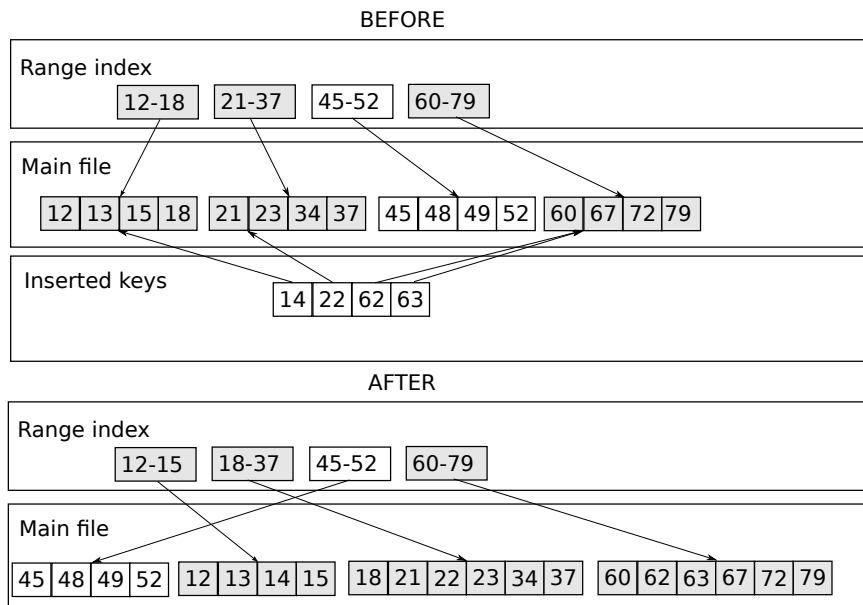 BEFORE
Range index
12-18 21-37 45-52 60-79
Main file
12 13 15 18 21 23 34 37 45 48 49 52 60 67 72 79
Inserted keys
14 22 62 63
AFTER
Range index
12-15 18-37 45-52 60-79
Main file
45 48 49 52 12 13 14 15 18 21 22 23 34 37 60 62 63 67 72 79